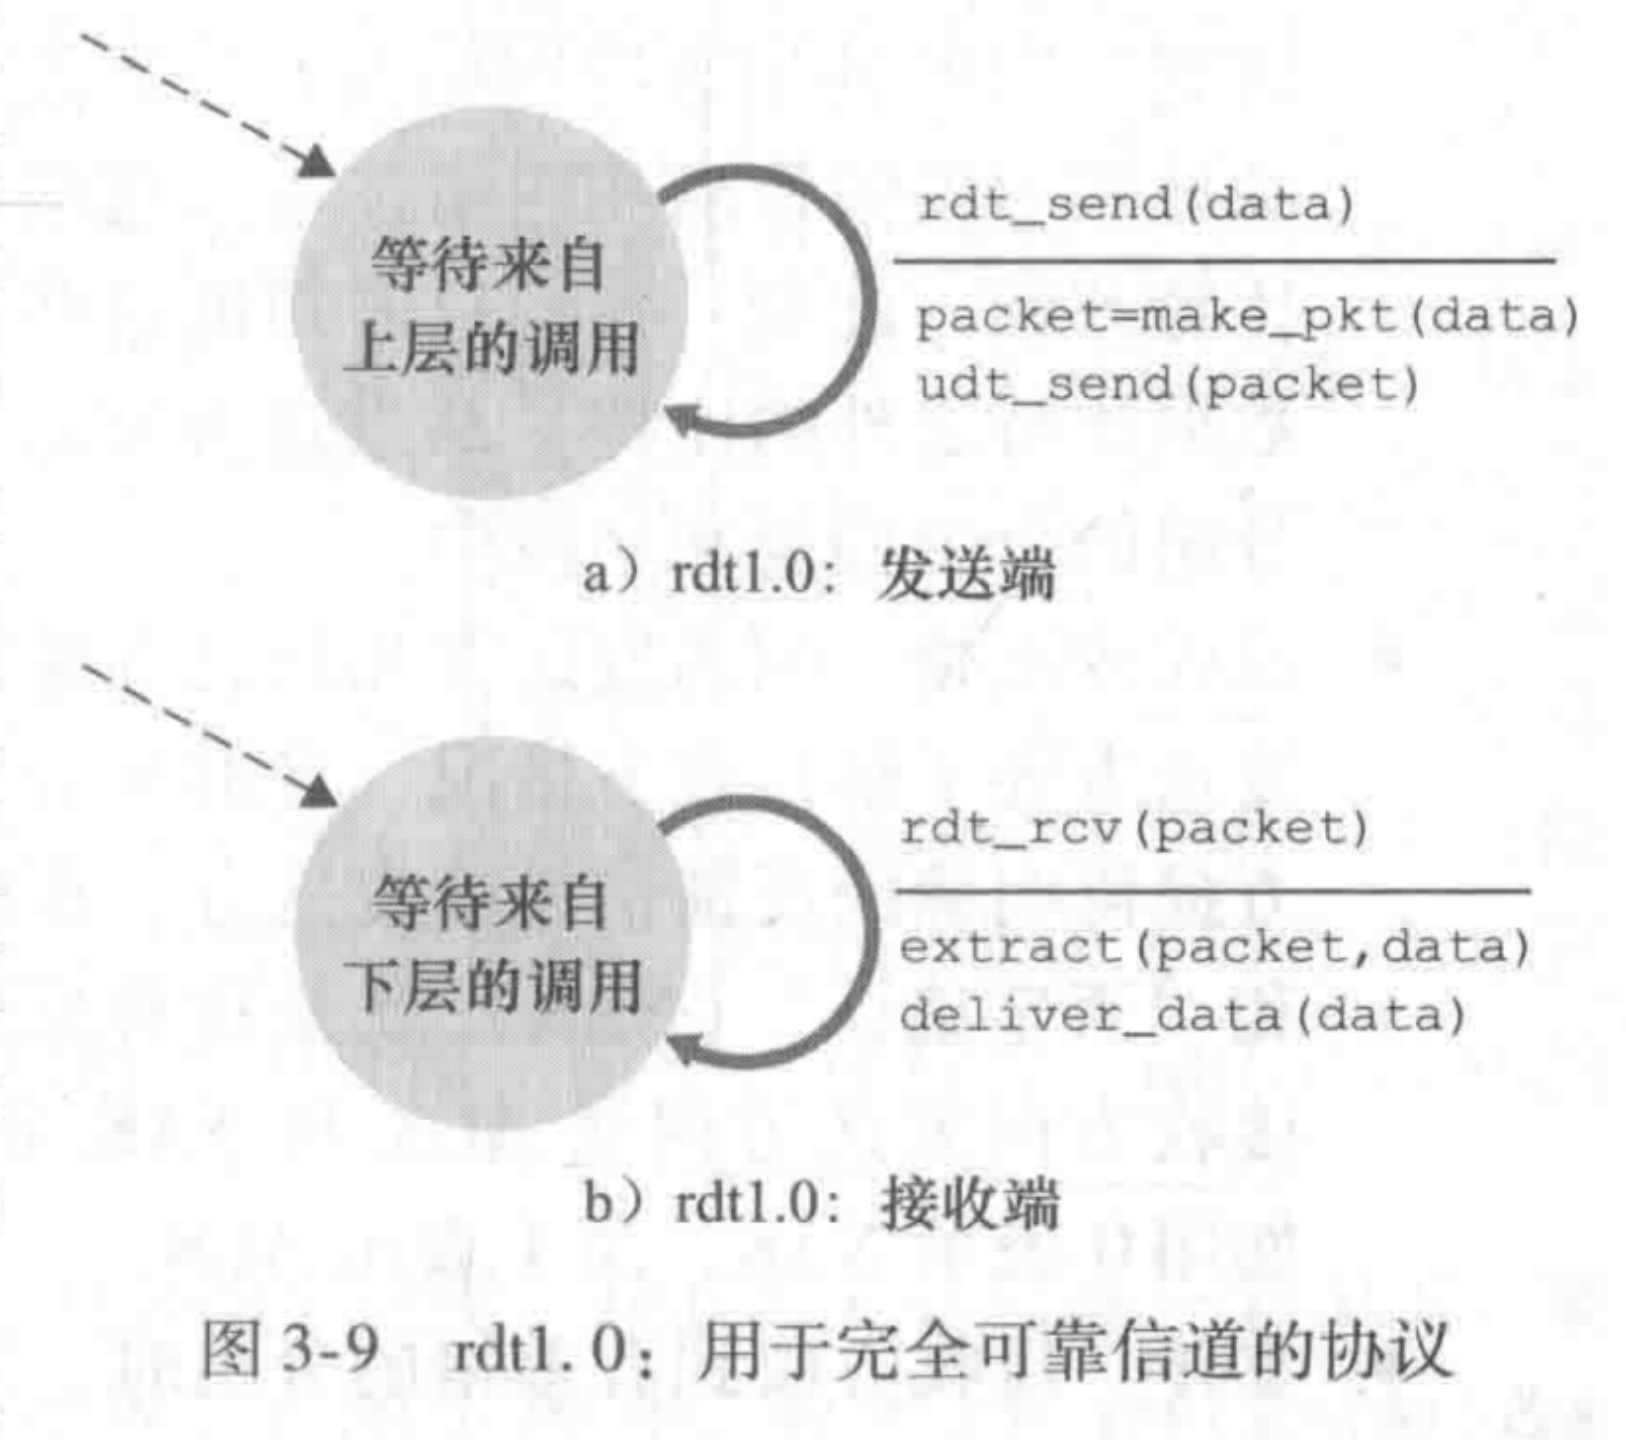 等待来自
上层的调用
rdt_send(data)
packet=make_pkt(data)
udt_send(packet)
a）rdt1.0：发送端
等待来自
下层的调用
rdt_rcv(packet)
extract(packet,data)
deliver_data(data)
b）rdt1.0：接收端
图 3-9 rdt1.0：用于完全可靠信道的协议